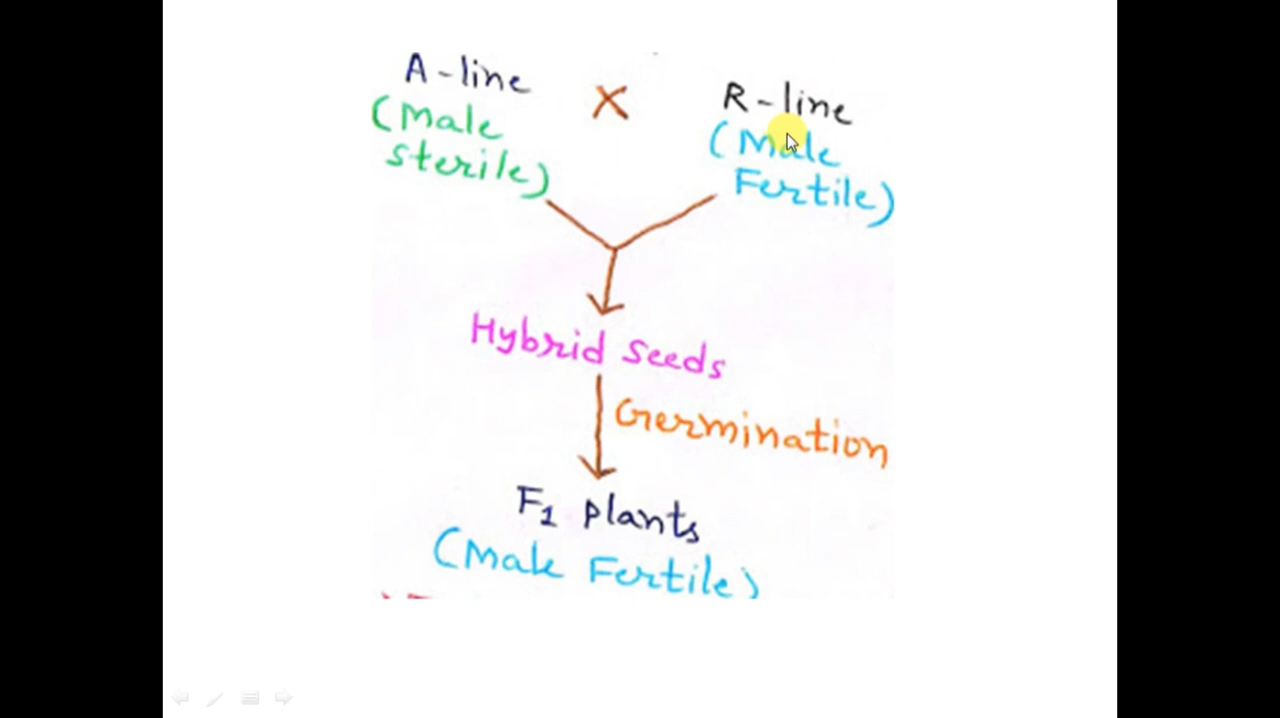 A-line X R-line
(Male Sterile)
(Male Fertile)
Hybrid Seeds
Germination
F1 plants
(Male Fertile)